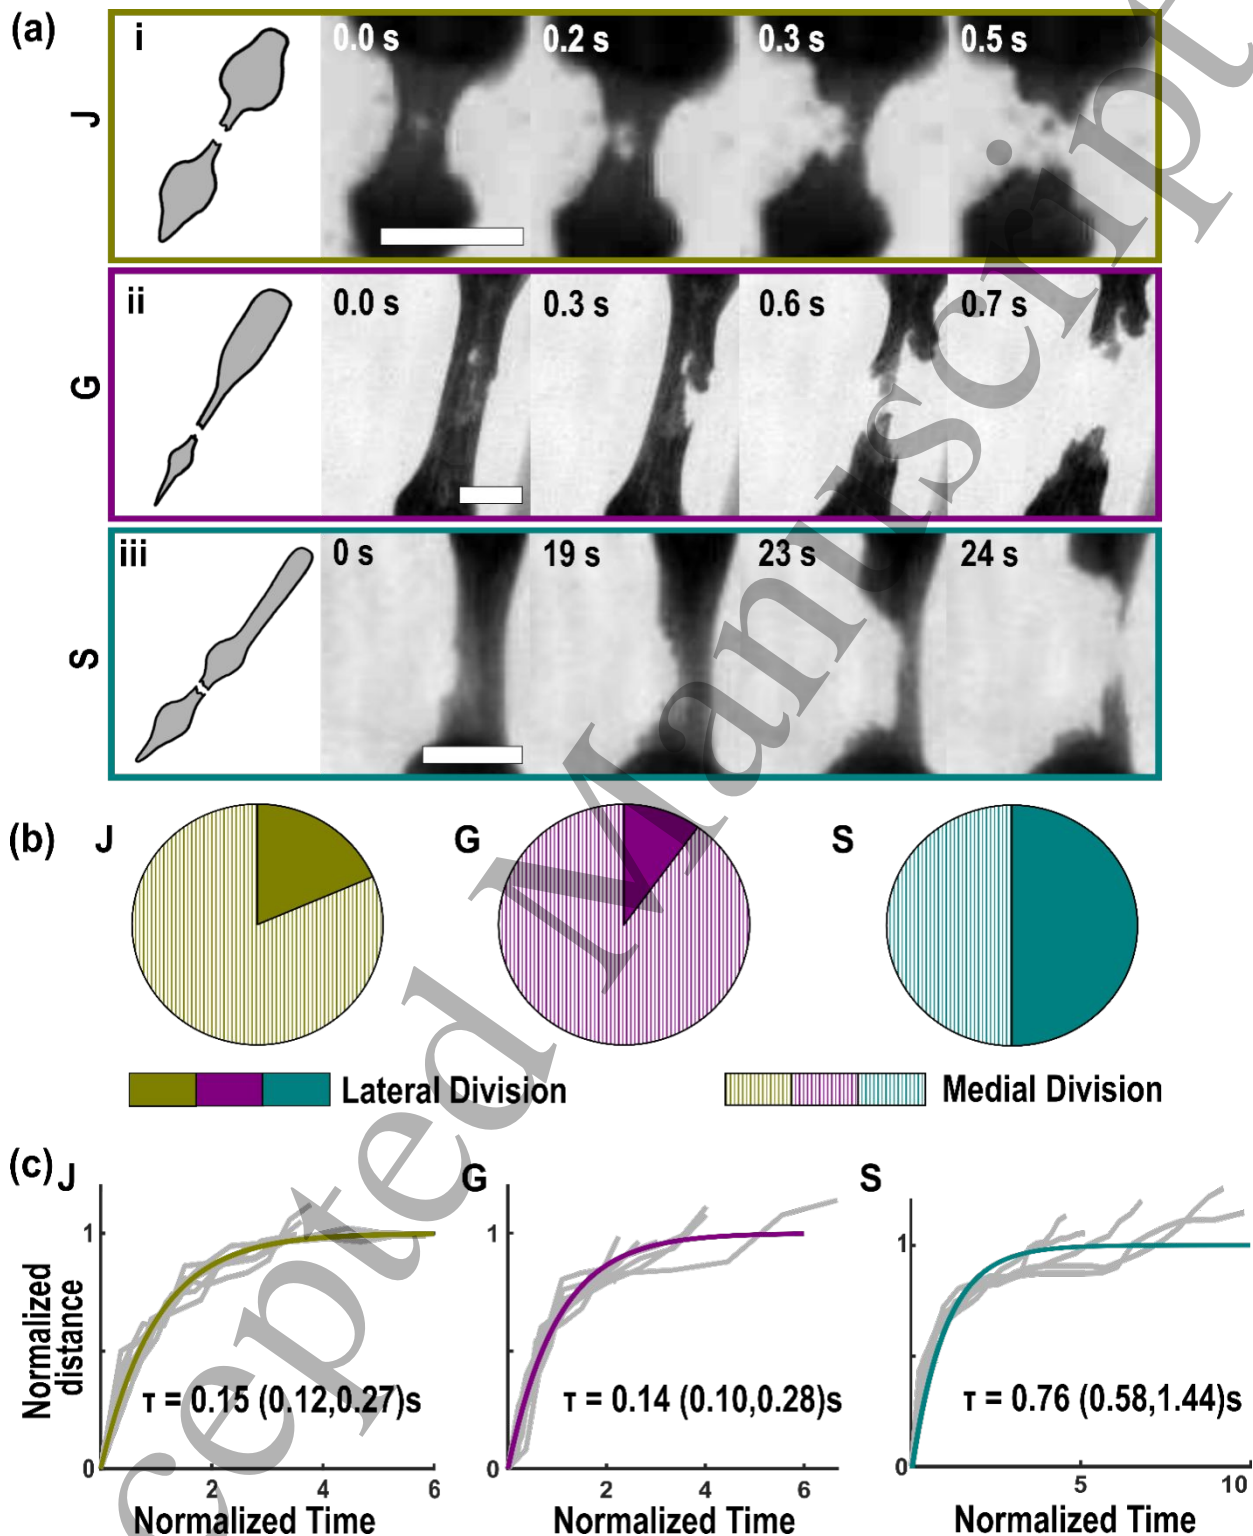 (a)
i
J
0.0 s 0.2 s 0.3 s 0.5 s
ii
G
0.0 s 0.3 s 0.6 s 0.7 s
iii
S
0 s 19 s 23 s 24 s
(b) J G S
Lateral Division Medial Division
(c) J G S
Normalized distance
1
0
2 4 6
Normalized Time
τ = 0.15 (0.12,0.27)s
1
0
2 4 6
Normalized Time
τ = 0.14 (0.10,0.28)s
1
0
5 10
Normalized Time
τ = 0.76 (0.58,1.44)s
cepted Manuscript